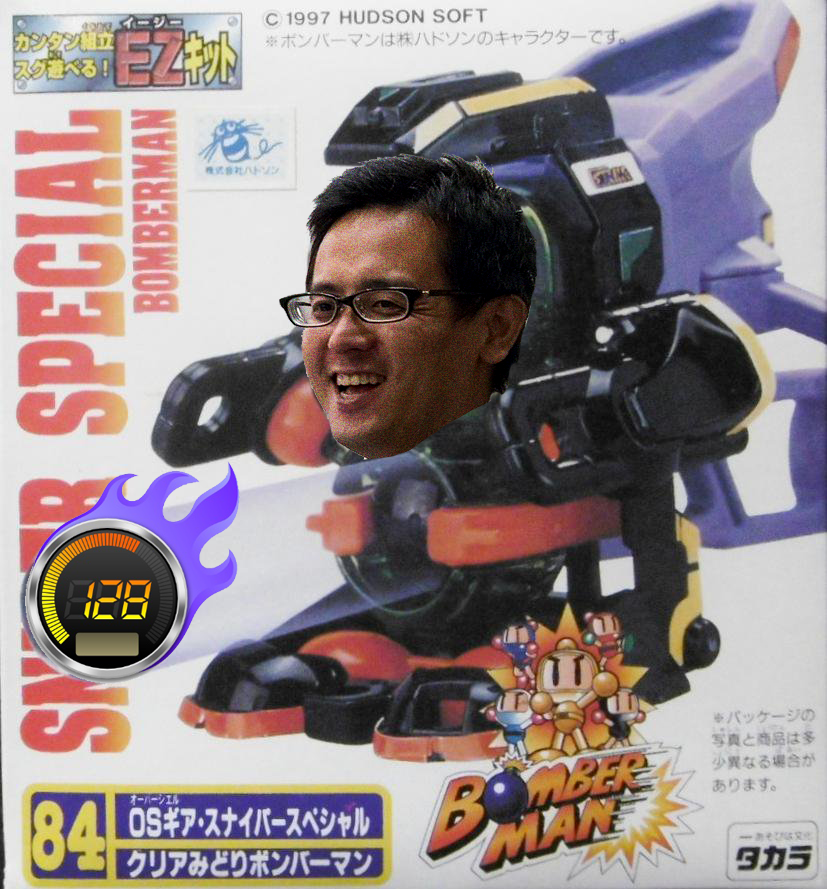 カンタン組立
スグ遊べる!
イージー
EZキット
© 1997 HUDSON SOFT
※ボンバーマンは㈱ハドソンのキャラクターです。
株式会社ハドソン
SPECIAL
BOMBERMAN
128
BOMBER
MAN
※パッケージの
写真と商品は多
少異なる場合が
あります。
84
オーバーシエル
OSギア・スナイパースペシャル
クリアみどりボンバーマン
あそびは文化
タカラ